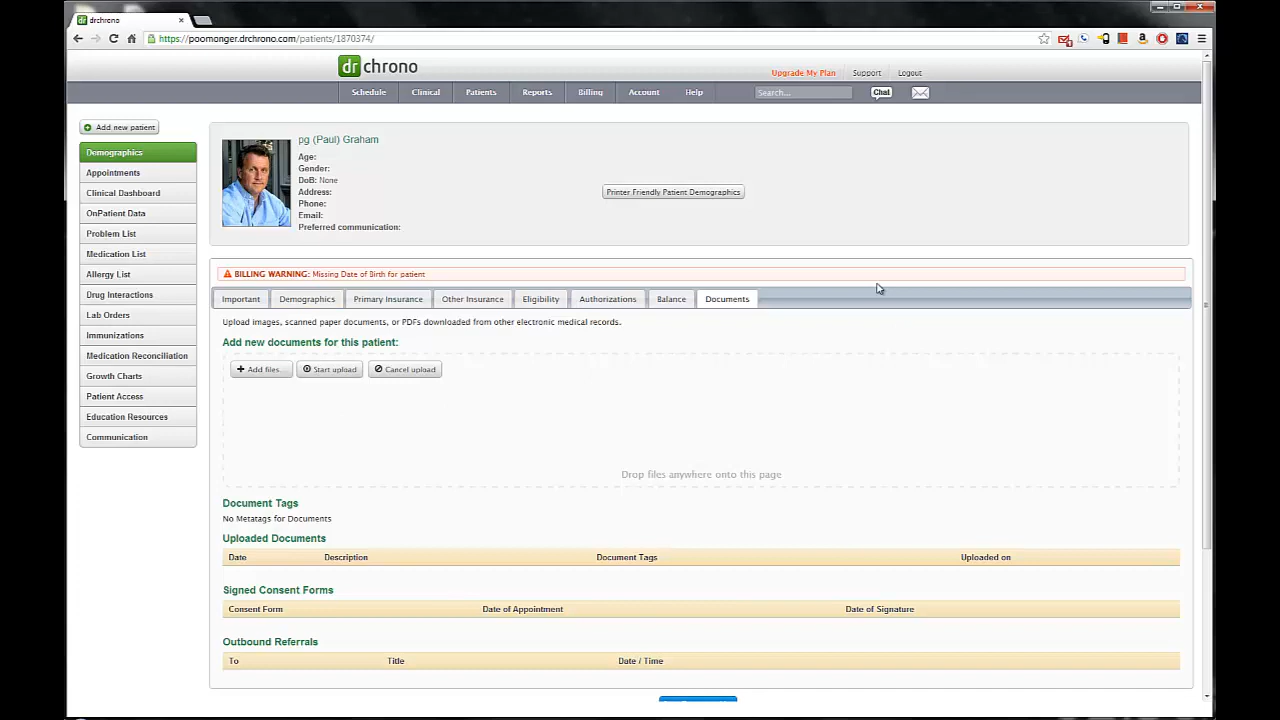 drchrono
https://poomonger.drchrono.com/patients/1870374/
dr chrono
Upgrade My Plan Support Logout
Schedule Clinical Patients Reports Billing Account Help Search... Chat
Add new patient
Demographics
Appointments
Clinical Dashboard
OnPatient Data
Problem List
Medication List
Allergy List
Drug Interactions
Lab Orders
Immunizations
Medication Reconciliation
Growth Charts
Patient Access
Education Resources
Communication
pg (Paul) Graham
Age:
Gender:
DoB: None
Address:
Phone:
Email:
Preferred communication:
Printer Friendly Patient Demographics
BILLING WARNING: Missing Date of Birth for patient
Important Demographics Primary Insurance Other Insurance Eligibility Authorizations Balance Documents
Upload images, scanned paper documents, or PDFs downloaded from other electronic medical records.
Add new documents for this patient:
Add files... Start upload Cancel upload
Drop files anywhere onto this page
Document Tags
No Metatags for Documents
Uploaded Documents
Date Description Document Tags Uploaded on
Signed Consent Forms
Consent Form Date of Appointment Date of Signature
Outbound Referrals
To Title Date / Time